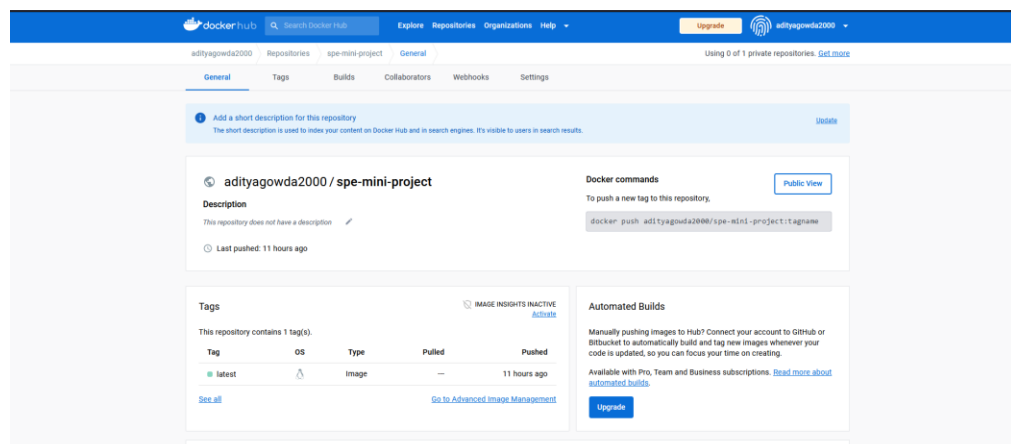 dockerhub Search Docker Hub Explore Repositories Organizations Help Upgrade adityagowda2000
adityagowda2000 Repositories spe-mini-project General Using 0 of 1 private repositories. Get more
General Tags Builds Collaborators Webhooks Settings
Add a short description for this repository Update
The short description is used to index your content on Docker Hub and in search engines. It's visible to users in search results.
adityagowda2000 / spe-mini-project
Description
This repository does not have a description
Last pushed: 11 hours ago
Docker commands Public View
To push a new tag to this repository,
docker push adityagowda2000/spe-mini-project:tagname
Tags IMAGE INSIGHTS INACTIVE
Activate
This repository contains 1 tag(s).
Tag OS Type Pulled Pushed
latest Image — 11 hours ago
See all Go to Advanced Image Management
Automated Builds
Manually pushing images to Hub? Connect your account to GitHub or
Bitbucket to automatically build and tag new images whenever your
code is updated, so you can focus your time on creating.
Available with Pro, Team and Business subscriptions. Read more about
automated builds.
Upgrade